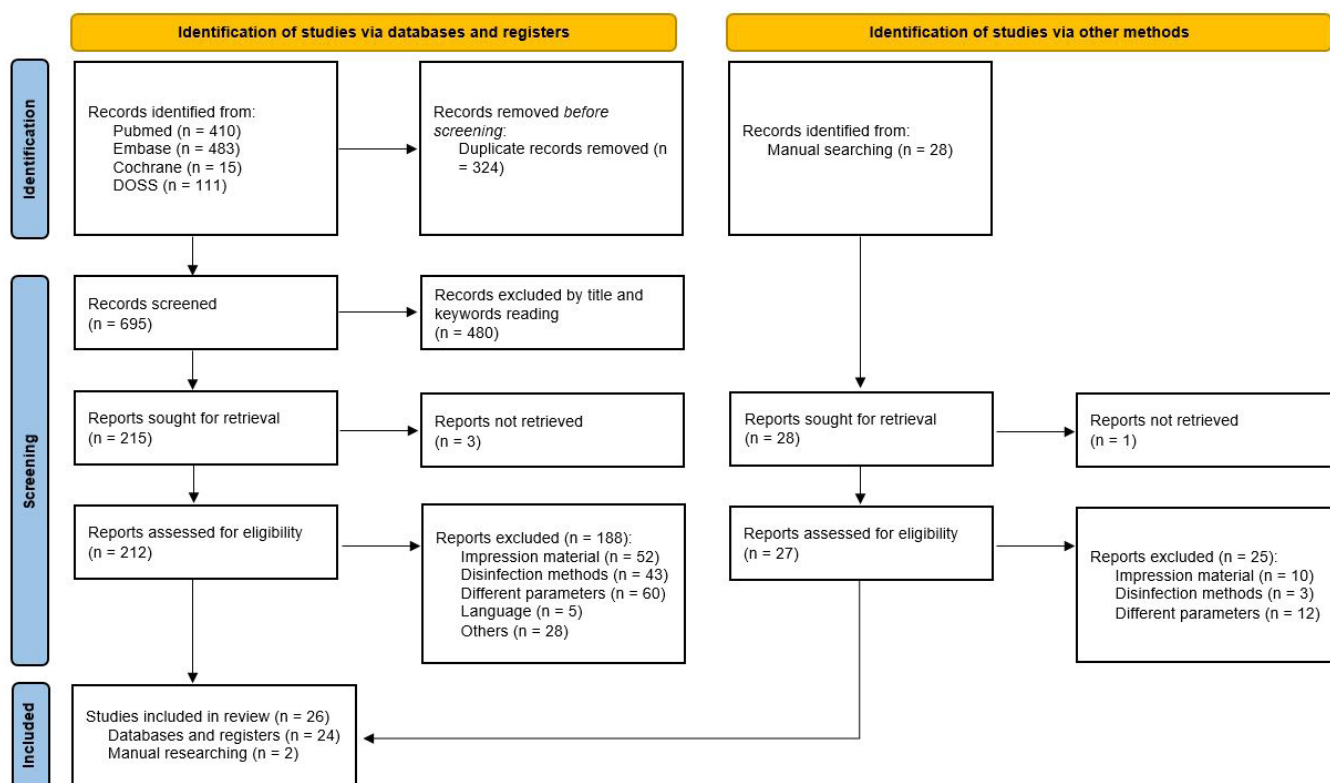 Identification of studies via databases and registers
Identification of studies via other methods
Identification
Records identified from:
Pubmed (n = 410)
Embase (n = 483)
Cochrane (n = 15)
DOSS (n = 111)
Records removed before
screening:
Duplicate records removed (n
= 324)
Records identified from:
Manual searching (n = 28)
Screening
Records screened
(n = 695)
Records excluded by title and
keywords reading
(n = 480)
Reports sought for retrieval
(n = 215)
Reports not retrieved
(n = 3)
Reports sought for retrieval
(n = 28)
Reports not retrieved
(n = 1)
Reports assessed for eligibility
(n = 212)
Reports excluded (n = 188):
Impression material (n = 52)
Disinfection methods (n = 43)
Different parameters (n = 60)
Language (n = 5)
Others (n = 28)
Reports assessed for eligibility
(n = 27)
Reports excluded (n = 25):
Impression material (n = 10)
Disinfection methods (n = 3)
Different parameters (n = 12)
Included
Studies included in review (n = 26)
Databases and registers (n = 24)
Manual researching (n = 2)